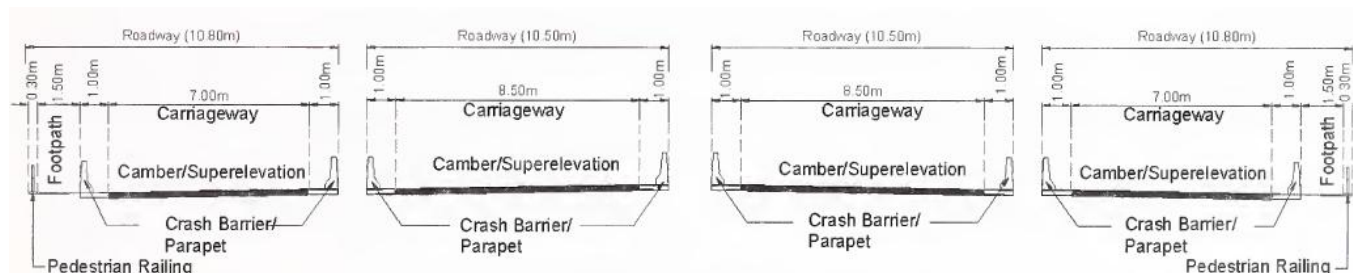 Roadway (10.80m)
0.30m
1.50m
1.00m
7.00m
1.00m
Footpath
Carriageway
Camber/Superelevation
Crash Barrier/
Parapet
Pedestrian Railing
Roadway (10.50m)
1.00m
8.50m
1.00m
Carriageway
Camber/Superelevation
Crash Barrier/
Parapet
Roadway (10.50m)
1.00m
8.50m
1.00m
Carriageway
Camber/Superelevation
Crash Barrier/
Parapet
Roadway (10.80m)
1.00m
7.00m
1.00m
1.50m
0.30m
Carriageway
Footpath
Camber/Superelevation
Crash Barrier/
Parapet
Pedestrian Railing